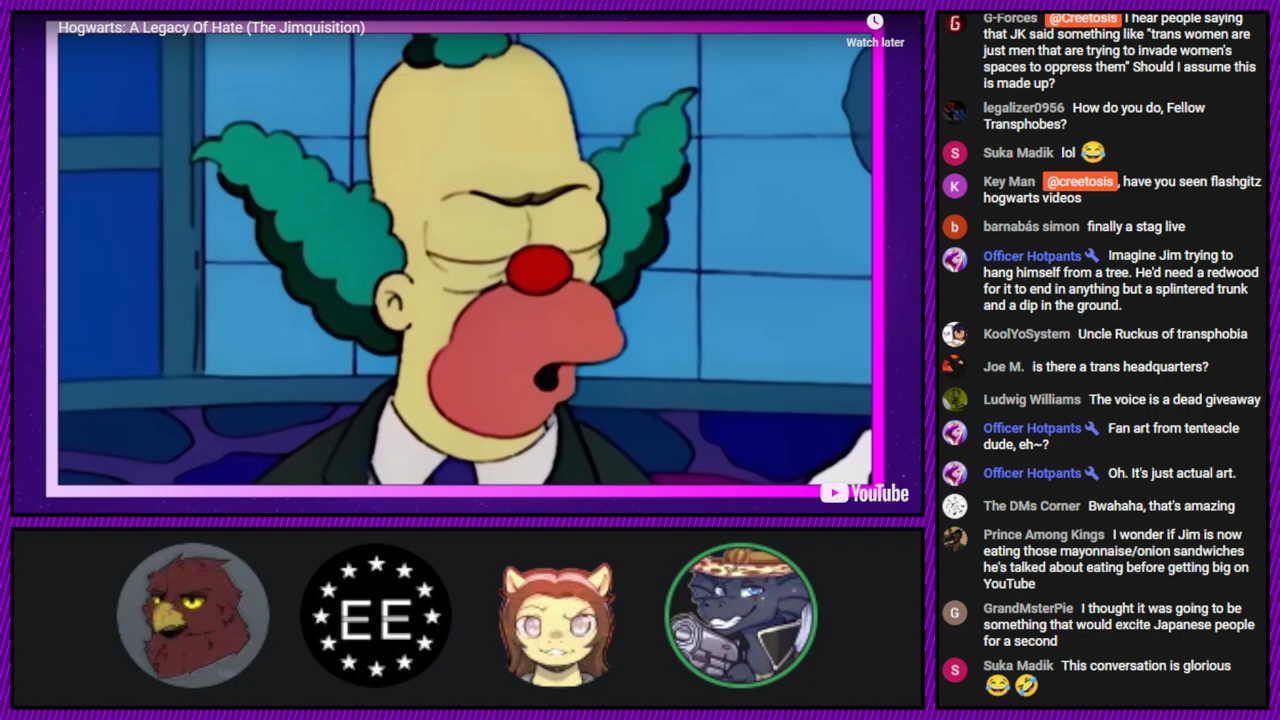 Hogwarts: A Legacy Of Hate (The Jimquisition)
Watch later
YouTube
EE
G
G-Forces @Creetosis I hear people saying
that JK said something like "trans women are
just men that are trying to invade women's
spaces to oppress them" Should I assume this
is made up?
legalizer0956 How do you do, Fellow
Transphobes?
S
Suka Madik lol 😂
K
Key Man @creetosis, have you seen flashgitz
hogwarts videos
b
barnabás simon finally a stag live
Officer Hotpants Imagine Jim trying to
hang himself from a tree. He'd need a redwood
for it to end in anything but a splintered trunk
and a dip in the ground.
KoolYoSystem Uncle Ruckus of transphobia
Joe M. is there a trans headquarters?
Ludwig Williams The voice is a dead giveaway
Officer Hotpants Fan art from tenteacle
dude, eh~?
Officer Hotpants Oh. It's just actual art.
The DMs Corner Bwahaha, that's amazing
Prince Among Kings I wonder if Jim is now
eating those mayonnaise/onion sandwiches
he's talked about eating before getting big on
YouTube
G
GrandMsterPie I thought it was going to be
something that would excite Japanese people
for a second
S
Suka Madik This conversation is glorious
😂 🤣